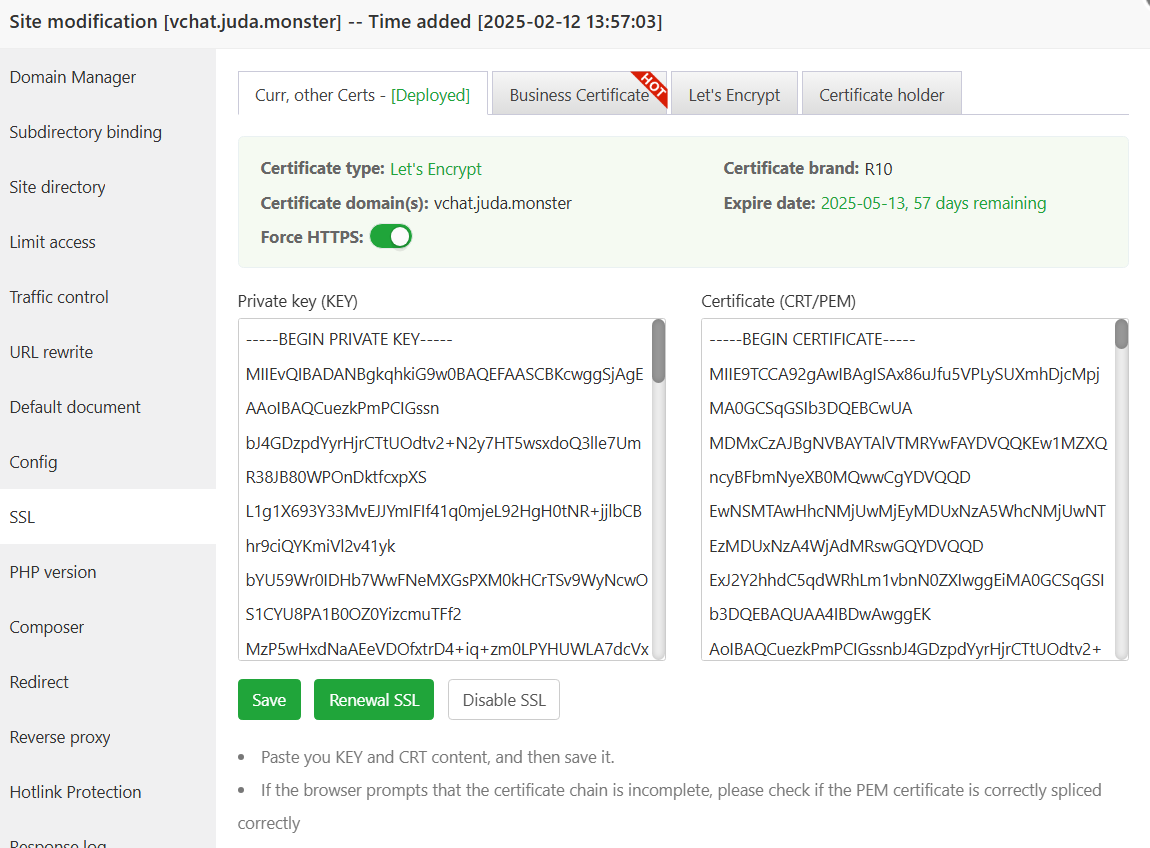 Site modification [vchat.juda.monster] -- Time added [2025-02-12 13:57:03]
Domain Manager
Subdirectory binding
Site directory
Limit access
Traffic control
URL rewrite
Default document
Config
SSL
PHP version
Composer
Redirect
Reverse proxy
Hotlink Protection
Response log
Curr, other Certs - [Deployed]
Business Certificate
HOT
Let's Encrypt
Certificate holder
Certificate type: Let's Encrypt
Certificate brand: R10
Certificate domain(s): vchat.juda.monster
Expire date: 2025-05-13, 57 days remaining
Force HTTPS:
Private key (KEY)
-----BEGIN PRIVATE KEY-----
MIIEvQIBADANBgkqhkiG9w0BAQEFAASCBKcwggSjAgE
AAoIBAQCuezkPmPCIGssn
bJ4GDzpdYyrHjrCTtUOdtv2+N2y7HT5wsxdoQ3lle7Um
R38JB80WPOnDktfcxpXS
L1g1X693Y33MvEJJYmIFIf41q0mjeL92HgH0tNR+jjlbCB
hr9ciQYKmiVl2v41yk
bYU59Wr0IDHb7WwFNeMXGsPXM0kHCrTSv9WyNcwO
S1CYU8PA1B0OZ0YizcmuTFf2
MzP5wHxdNaAEeVDOfxtrD4+iq+zm0LPYHUWLA7dcVx
Certificate (CRT/PEM)
-----BEGIN CERTIFICATE-----
MIIE9TCCA92gAwIBAgISAx86uJfu5VPLySUXmhDjcMpj
MA0GCSqGSIb3DQEBCwUA
MDMxCzAJBgNVBAYTAlVTMRYwFAYDVQQKEw1MZXQ
ncyBFbmNyeXB0MQwwCgYDVQQD
EwNSMTAwHhcNMjUwMjEyMDUxNzA5WhcNMjUwNT
EzMDUxNzA4WjAdMRswGQYDVQQD
ExJ2Y2hhdC5qdWRhLm1vbnN0ZXIwggEiMA0GCSqGSI
b3DQEBAQUAA4IBDwAwggEK
AoIBAQCuezkPmPCIGssnbJ4GDzpdYyrHjrCTtUOdtv2+
Save
Renewal SSL
Disable SSL
• Paste you KEY and CRT content, and then save it.
• If the browser prompts that the certificate chain is incomplete, please check if the PEM certificate is correctly spliced
correctly